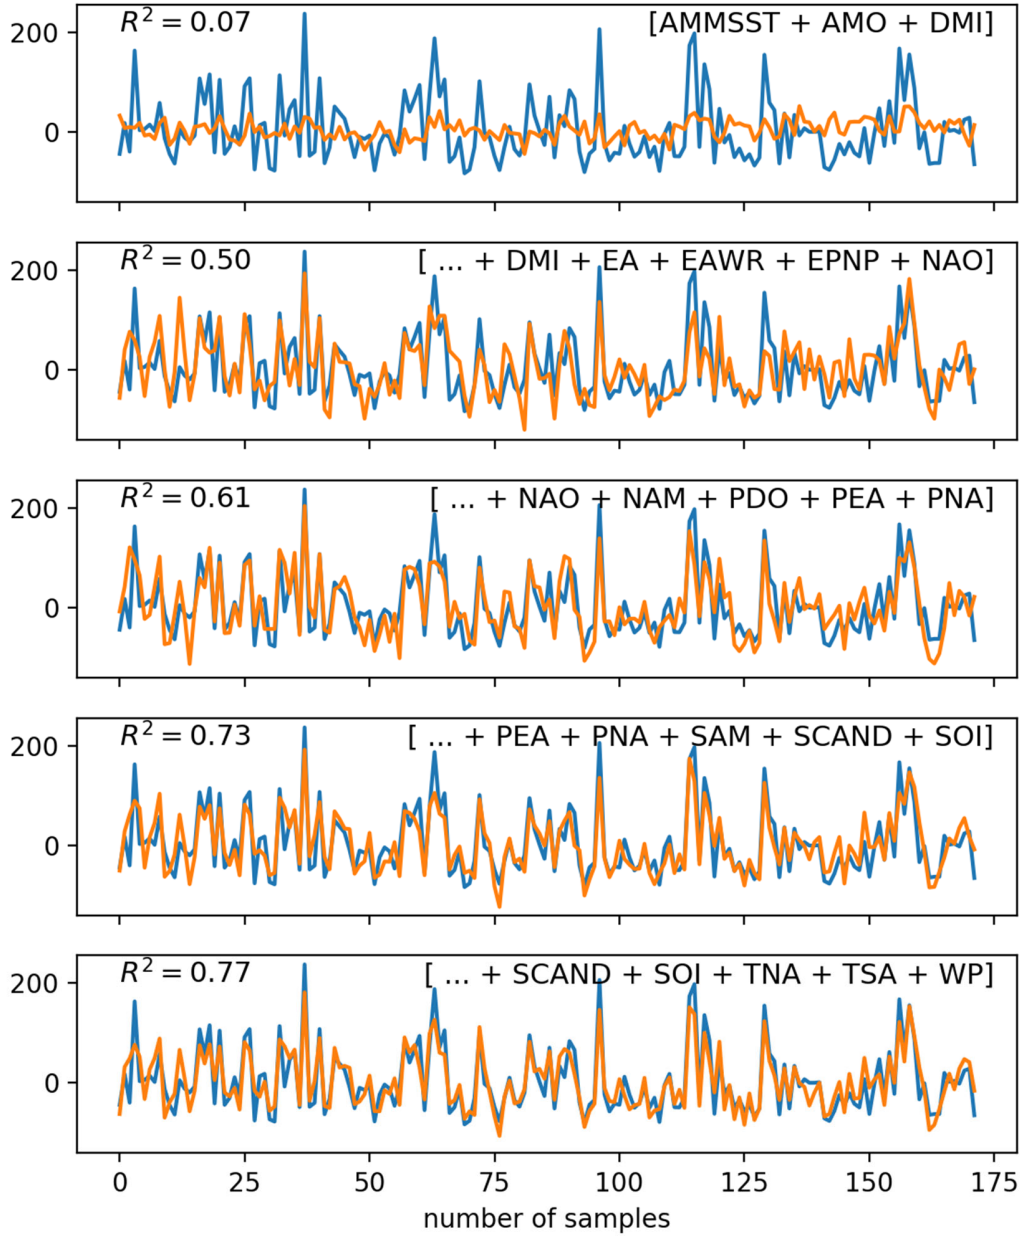 R² = 0.07 [AMMSST + AMO + DMI]
200
0
R² = 0.50 [ ... + DMI + EA + EAWR + EPNP + NAO]
200
0
R² = 0.61 [ ... + NAO + NAM + PDO + PEA + PNA]
200
0
R² = 0.73 [ ... + PEA + PNA + SAM + SCAND + SOI]
200
0
R² = 0.77 [ ... + SCAND + SOI + TNA + TSA + WP]
200
0
0 25 50 75 100 125 150 175
number of samples